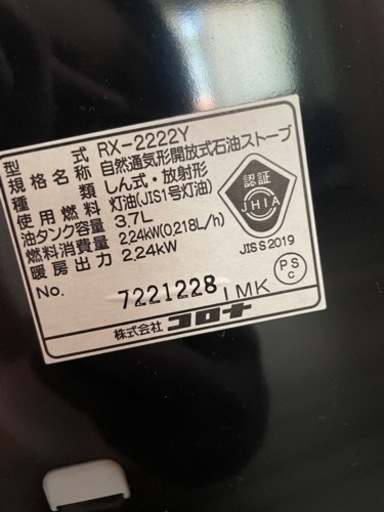 型式 RX-2222Y
規格名称 自然通気形開放式石油ストーブ
種類 しん式・放射形
使用燃料 灯油(JIS1号灯油)
油タンク容量 3.7L
燃料消費量 2.24kW(0.218L/h)
暖房出力 2.24kW
認証
JHIA
JIS S2019
PS
C
No. 7221228 IMK
株式会社 コロナ